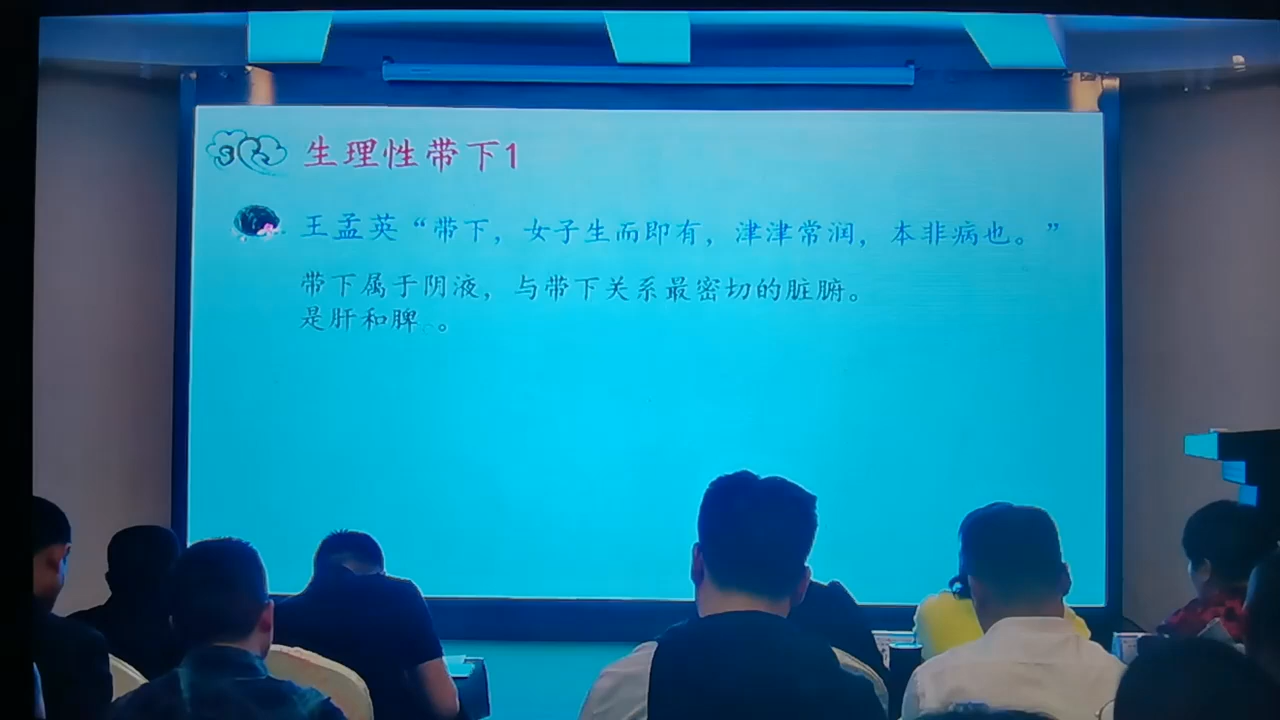 生理性带下1
王孟英“带下，女子生而即有，津津常润，本非病也。”
带下属于阴液，与带下关系最密切的脏腑。
是肝和脾 。